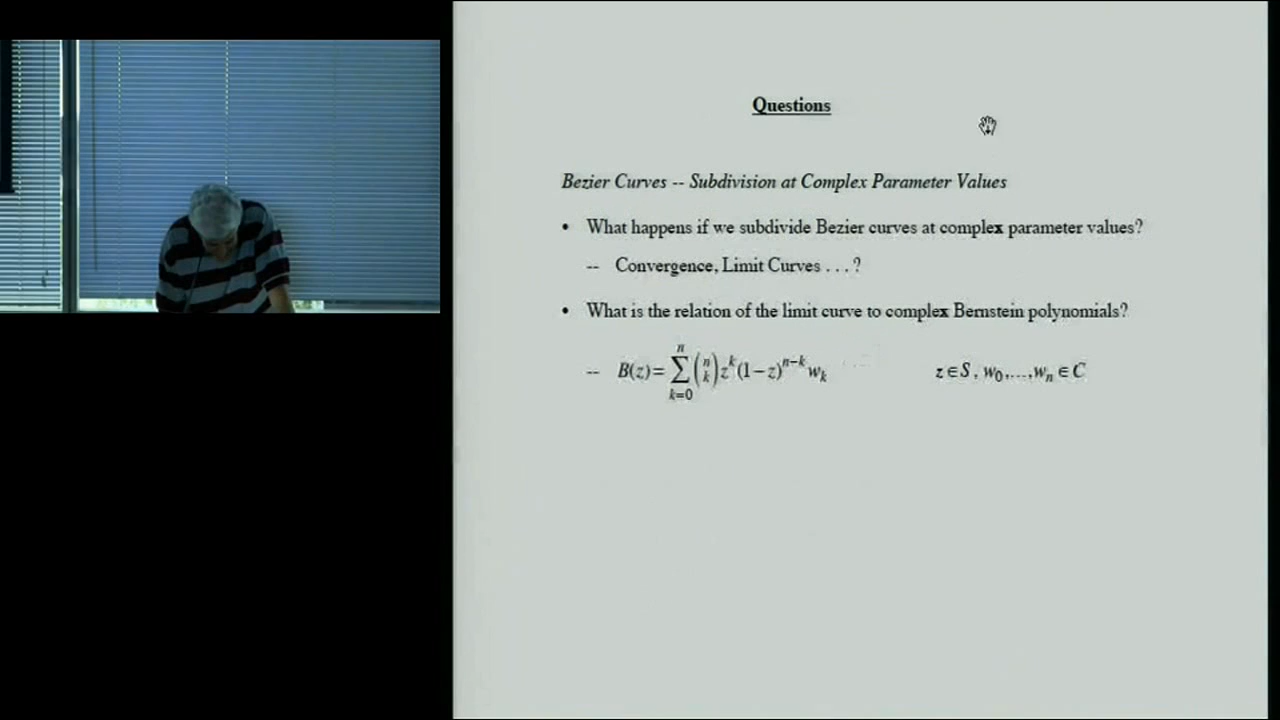 Questions
Bezier Curves -- Subdivision at Complex Parameter Values
• What happens if we subdivide Bezier curves at complex parameter values?
-- Convergence, Limit Curves . . . ?
• What is the relation of the limit curve to complex Bernstein polynomials?
-- B(z) = ∑_{k=0}^{n} (n k) z^k (1−z)^{n−k} w_k z ∈ S , w_0,...,w_n ∈ C